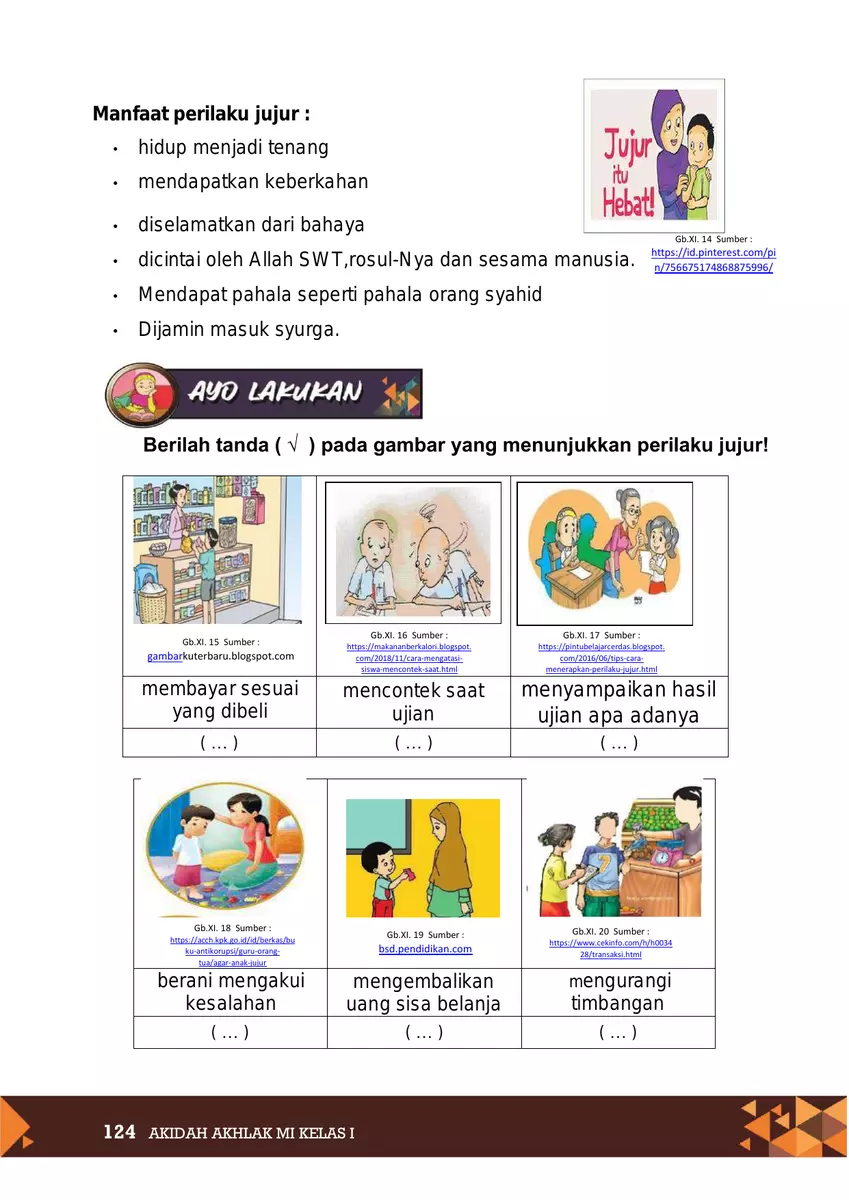 Manfaat perilaku jujur :
• hidup menjadi tenang
• mendapatkan keberkahan
• diselamatkan dari bahaya
• dicintai oleh Allah SWT,rosul-Nya dan sesama manusia.
• Mendapat pahala seperti pahala orang syahid
• Dijamin masuk syurga.
Jujur
itu
Hebat!
Gb.XI. 14 Sumber :
https://id.pinterest.com/pi
n/756675174868875996/
AYO LAKUKAN
Berilah tanda ( √ ) pada gambar yang menunjukkan perilaku jujur!
Gb.XI. 15 Sumber :
gambarkuterbaru.blogspot.com
Gb.XI. 16 Sumber :
https://makananberkalori.blogspot.
com/2018/11/cara-mengatasi-
siswa-mencontek-saat.html
Gb.XI. 17 Sumber :
https://pintubelajarcerdas.blogspot.
com/2016/06/tips-cara-
menerapkan-perilaku-jujur.html
membayar sesuai
yang dibeli
mencontek saat
ujian
menyampaikan hasil
ujian apa adanya
( ... )
( ... )
( ... )
Gb.XI. 18 Sumber :
https://acch.kpk.go.id/id/berkas/bu
ku-antikorupsi/guru-orang-
tua/agar-anak-jujur
Gb.XI. 19 Sumber :
bsd.pendidikan.com
Gb.XI. 20 Sumber :
https://www.cekinfo.com/h/h0034
28/transaksi.html
berani mengakui
kesalahan
mengembalikan
uang sisa belanja
mengurangi
timbangan
( ... )
( ... )
( ... )
124 AKIDAH AKHLAK MI KELAS I